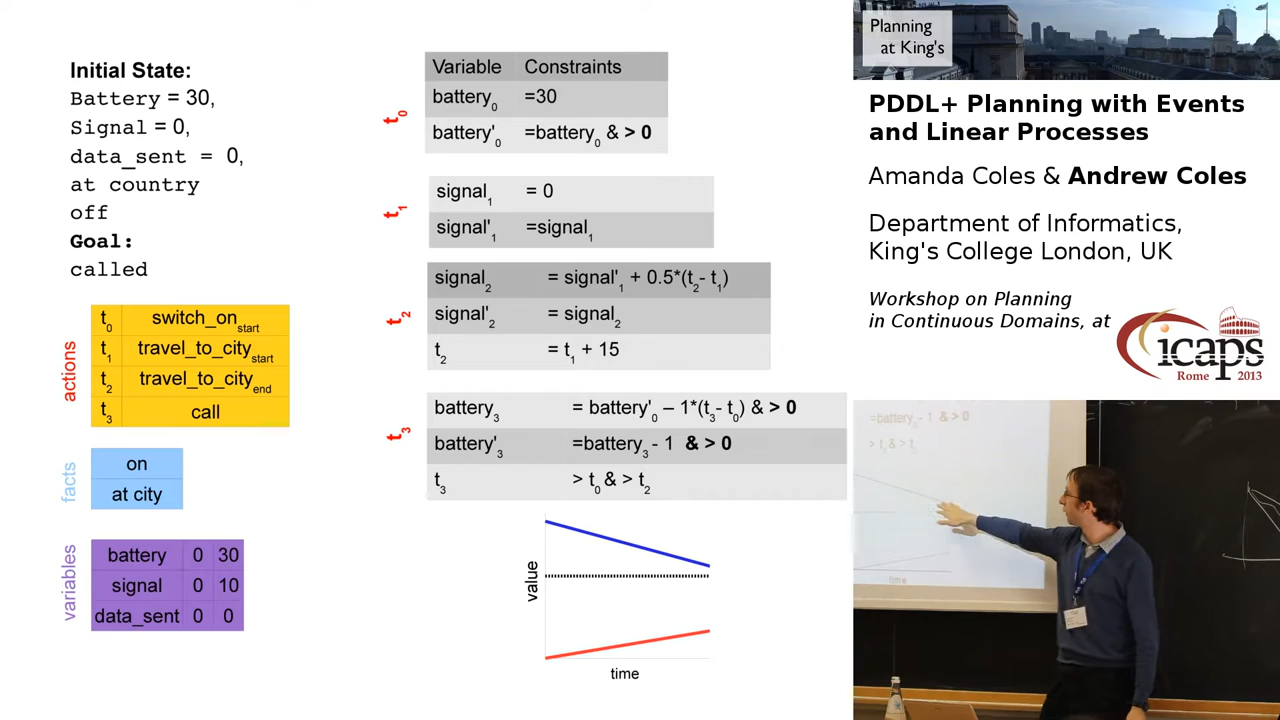 Initial State:
Battery = 30,
Signal = 0,
data_sent = 0,
at country
off
Goal:
called
actions
t0 switch_on start
t1 travel_to_city start
t2 travel_to_city end
t3 call
facts
on
at city
variables
battery 0 30
signal 0 10
data_sent 0 0
Variable Constraints
t0
battery0 =30
battery'0 =battery0 & > 0
t1
signal1 = 0
signal'1 =signal1
t2
signal2 = signal'1 + 0.5*(t2- t1)
signal'2 = signal2
t2 = t1 + 15
t3
battery3 = battery'0 – 1*(t3- t0) & > 0
battery'3 =battery3- 1 & > 0
t3 > t0 & > t2
value
time
Planning
at King's
PDDL+ Planning with Events
and Linear Processes
Amanda Coles & Andrew Coles
Department of Informatics,
King's College London, UK
Workshop on Planning
in Continuous Domains, at
icaps
Rome 2013
=battery - 1 & > 0
> t & > t
time